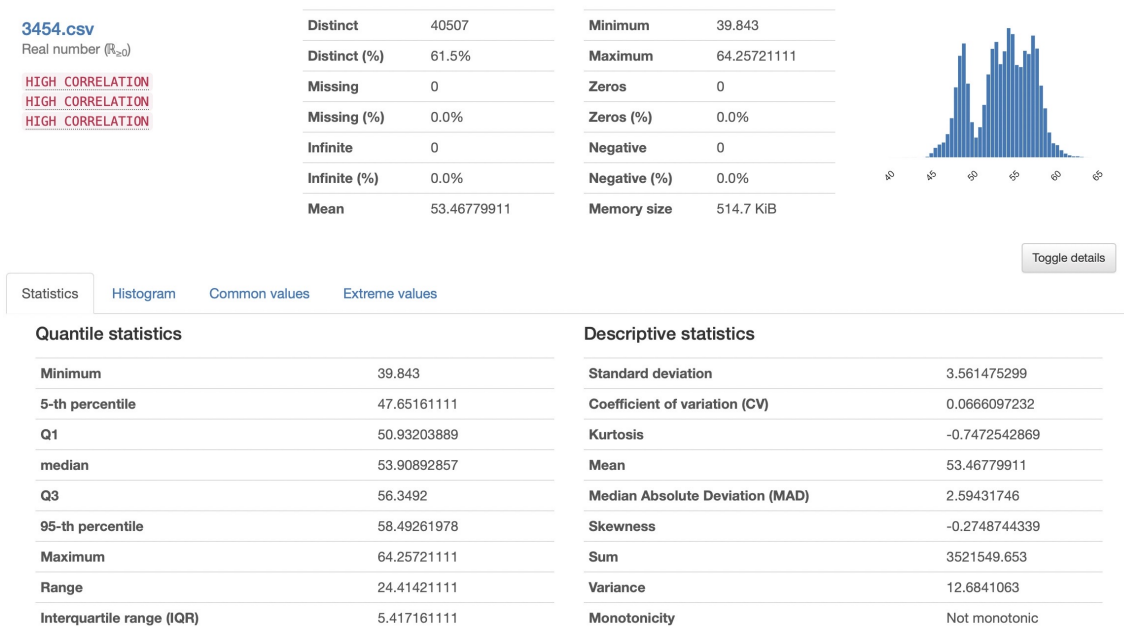 3454.csv
Real number (ℝ≥0)
HIGH CORRELATION
HIGH CORRELATION
HIGH CORRELATION
Distinct 40507
Distinct (%) 61.5%
Missing 0
Missing (%) 0.0%
Infinite 0
Infinite (%) 0.0%
Mean 53.46779911
Minimum 39.843
Maximum 64.25721111
Zeros 0
Zeros (%) 0.0%
Negative 0
Negative (%) 0.0%
Memory size 514.7 KiB
40 45 50 55 60 65
Toggle details
Statistics Histogram Common values Extreme values
Quantile statistics
Minimum 39.843
5-th percentile 47.65161111
Q1 50.93203889
median 53.90892857
Q3 56.3492
95-th percentile 58.49261978
Maximum 64.25721111
Range 24.41421111
Interquartile range (IQR) 5.417161111
Descriptive statistics
Standard deviation 3.561475299
Coefficient of variation (CV) 0.0666097232
Kurtosis -0.7472542869
Mean 53.46779911
Median Absolute Deviation (MAD) 2.59431746
Skewness -0.2748744339
Sum 3521549.653
Variance 12.6841063
Monotonicity Not monotonic